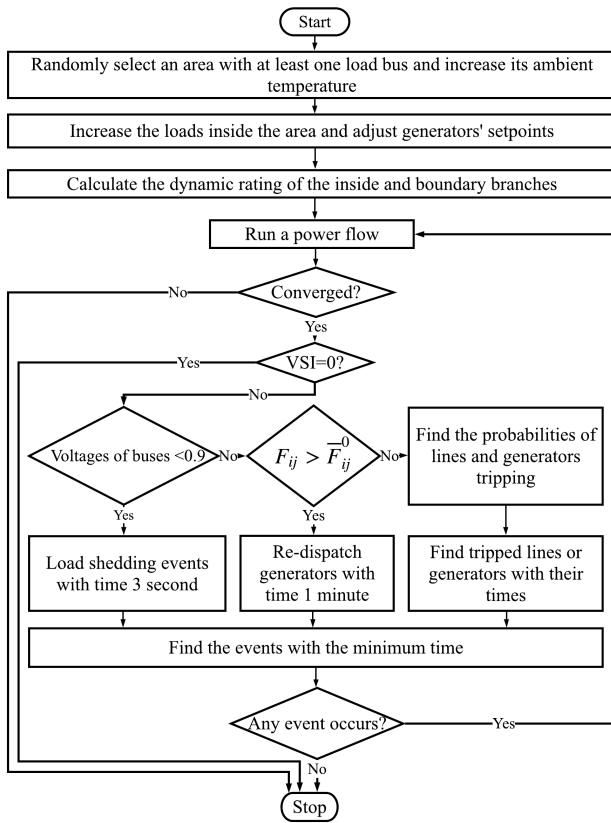 Start
Randomly select an area with at least one load bus and increase its ambient
temperature
Increase the loads inside the area and adjust generators' setpoints
Calculate the dynamic rating of the inside and boundary branches
Run a power flow
No
Converged?
Yes
Yes
VSI=0?
No
Voltages of buses <0.9
No
F_{ij} > \overline{F}_{ij}^{0}
No
Find the probabilities of
lines and generators
tripping
Yes
Yes
Load shedding events
with time 3 second
Re-dispatch
generators with
time 1 minute
Find tripped lines or
generators with their
times
Find the events with the minimum time
Any event occurs?
Yes
No
Stop